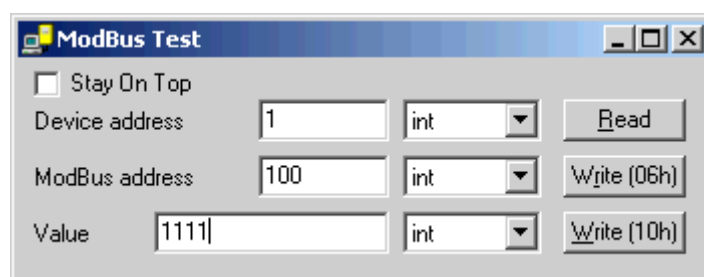 ModBus Test
Stay On Top
Device address 1 int Read
ModBus address 100 int Write (06h)
Value 1111 int Write (10h)